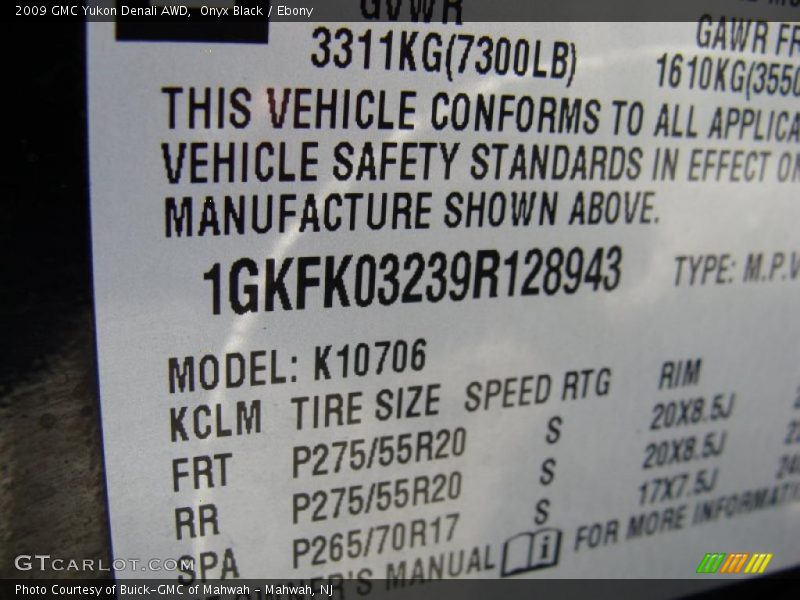 2009 GMC Yukon Denali AWD, Onyx Black / Ebony
GVWR
GAWR FR
3311KG(7300LB)
1610KG(3550
THIS VEHICLE CONFORMS TO ALL
VEHICLE SAFETY STANDARDS IN EFFECT
MANUFACTURE SHOWN ABOVE.
1GKFK03239R128943
TYPE: M.P.V
MODEL: K10706
KCLM TIRE SIZE SPEED RTG RIM
FRT P275/55R20 S 20X8.5J
RR P275/55R20 S 20X8.5J
SPA P265/70R17 S 17X7.5J
OWNER'S MANUAL i FOR MORE
GTCARLOT.COM
Photo Courtesy of Buick-GMC of Mahwah - Mahwah, NJ